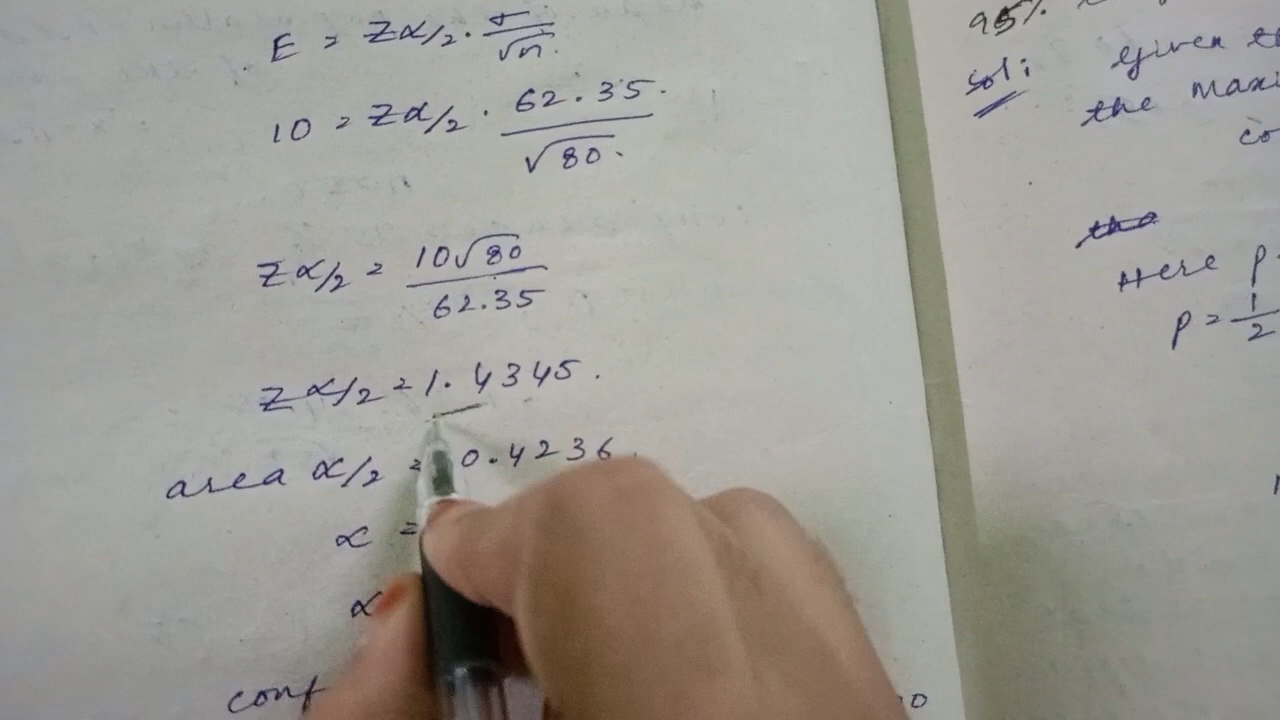 E = Zα/2 . σ/√n.
10 = Zα/2 . 62.35/√80.
Zα/2 = 10√80/62.35
Zα/2 = 1.4345.
area α/2 = 0.4236.
α =
α
conf
95%.
Sol:
Given
the maxi
co
Here p
p = 1/2